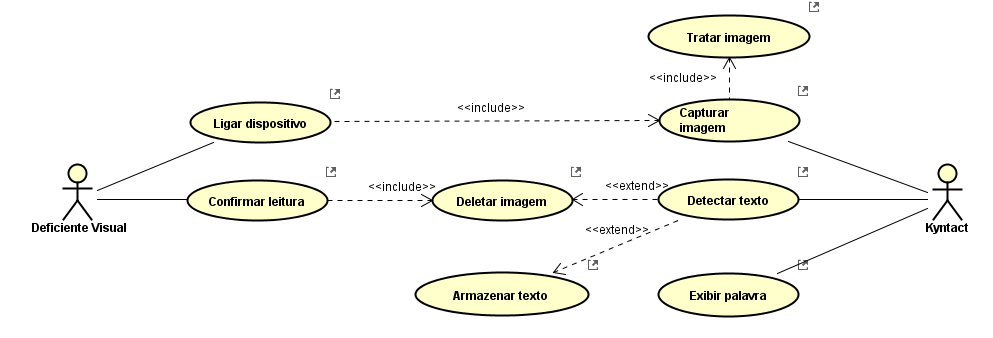 Tratar imagem
<<include>>
<<include>>
Ligar dispositivo
Capturar
imagem
Confirmar leitura
<<include>>
Deletar imagem
<<extend>>
Detectar texto
Deficiente Visual
Kyntact
<<extend>>
Armazenar texto
Exibir palavra